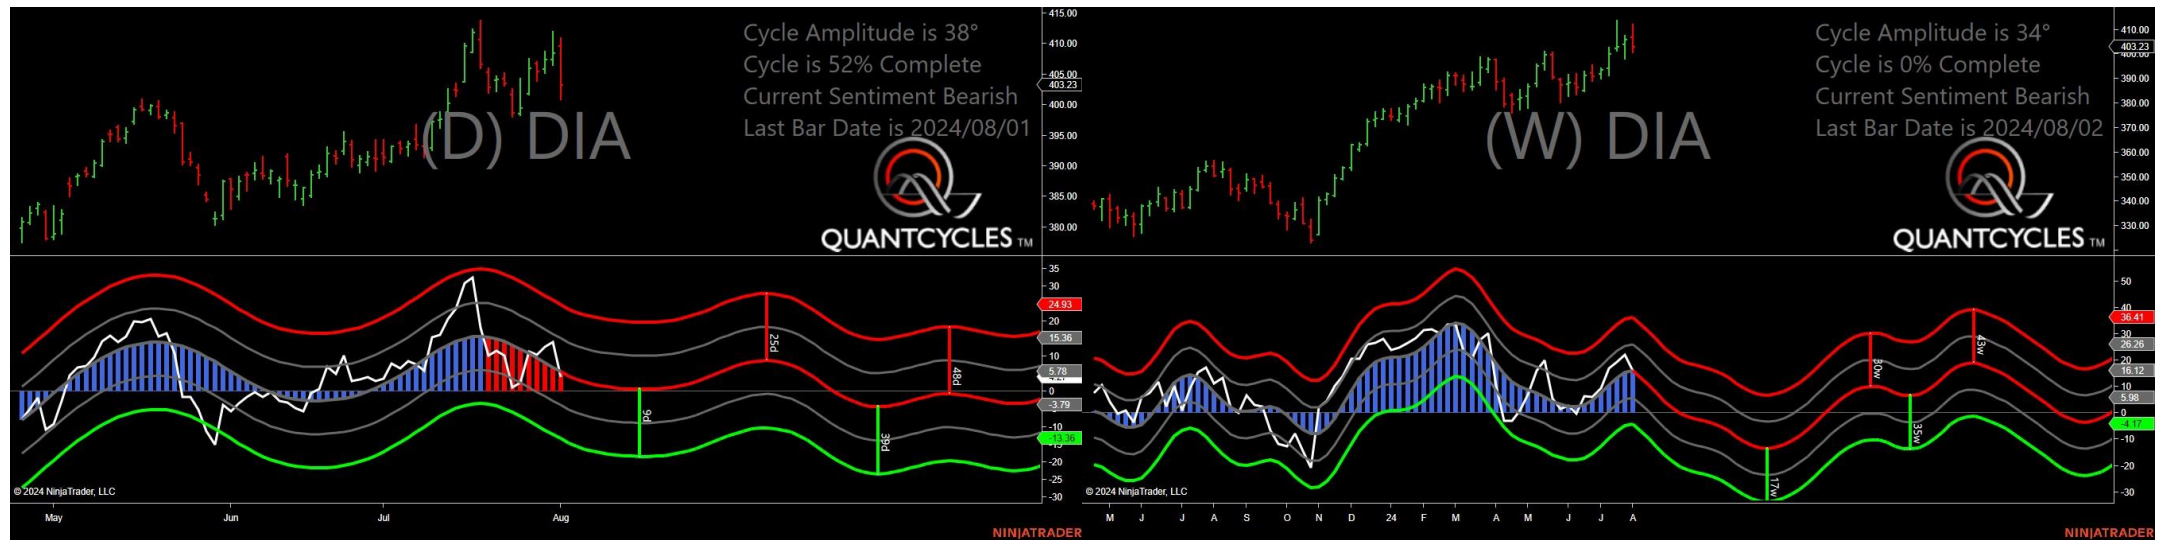 Cycle Amplitude is 38°
Cycle is 52% Complete
Current Sentiment Bearish
Last Bar Date is 2024/08/01
(D) DIA
QUANTCYCLES TM
415.00
410.00
405.00
403.23
400.00
395.00
390.00
385.00
380.00
35
30
24.93
20
15.36
10
5.78
0
-3.79
-10
-13.36
-20
-25
-30
25d
48d
9d
39d
© 2024 NinjaTrader, LLC
May
Jun
Jul
Aug
NINJATRADER
Cycle Amplitude is 34°
Cycle is 0% Complete
Current Sentiment Bearish
Last Bar Date is 2024/08/02
(W) DIA
QUANTCYCLES TM
410.00
403.23
390.00
380.00
370.00
360.00
350.00
340.00
330.00
50
40
36.41
30
26.26
20
16.12
10
5.98
0
-4.17
-10
-20
-30
30w
43w
35w
17w
© 2024 NinjaTrader, LLC
M J J A S O N D 24 F M A M J J A
NINJATRADER